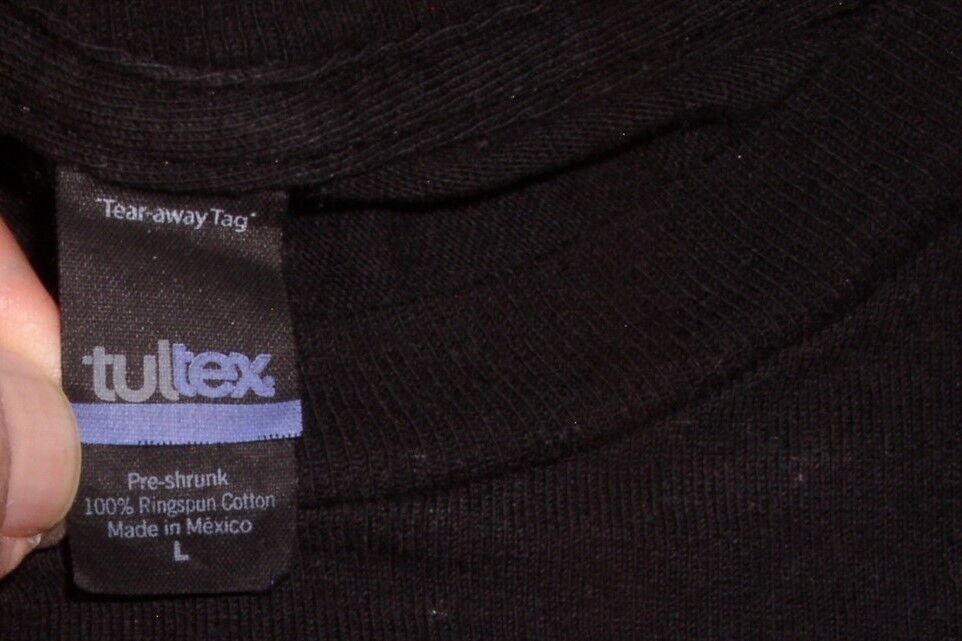 "Tear-away Tag"
tultex
Pre-shrunk
100% Ringspun Cotton
Made in México
L